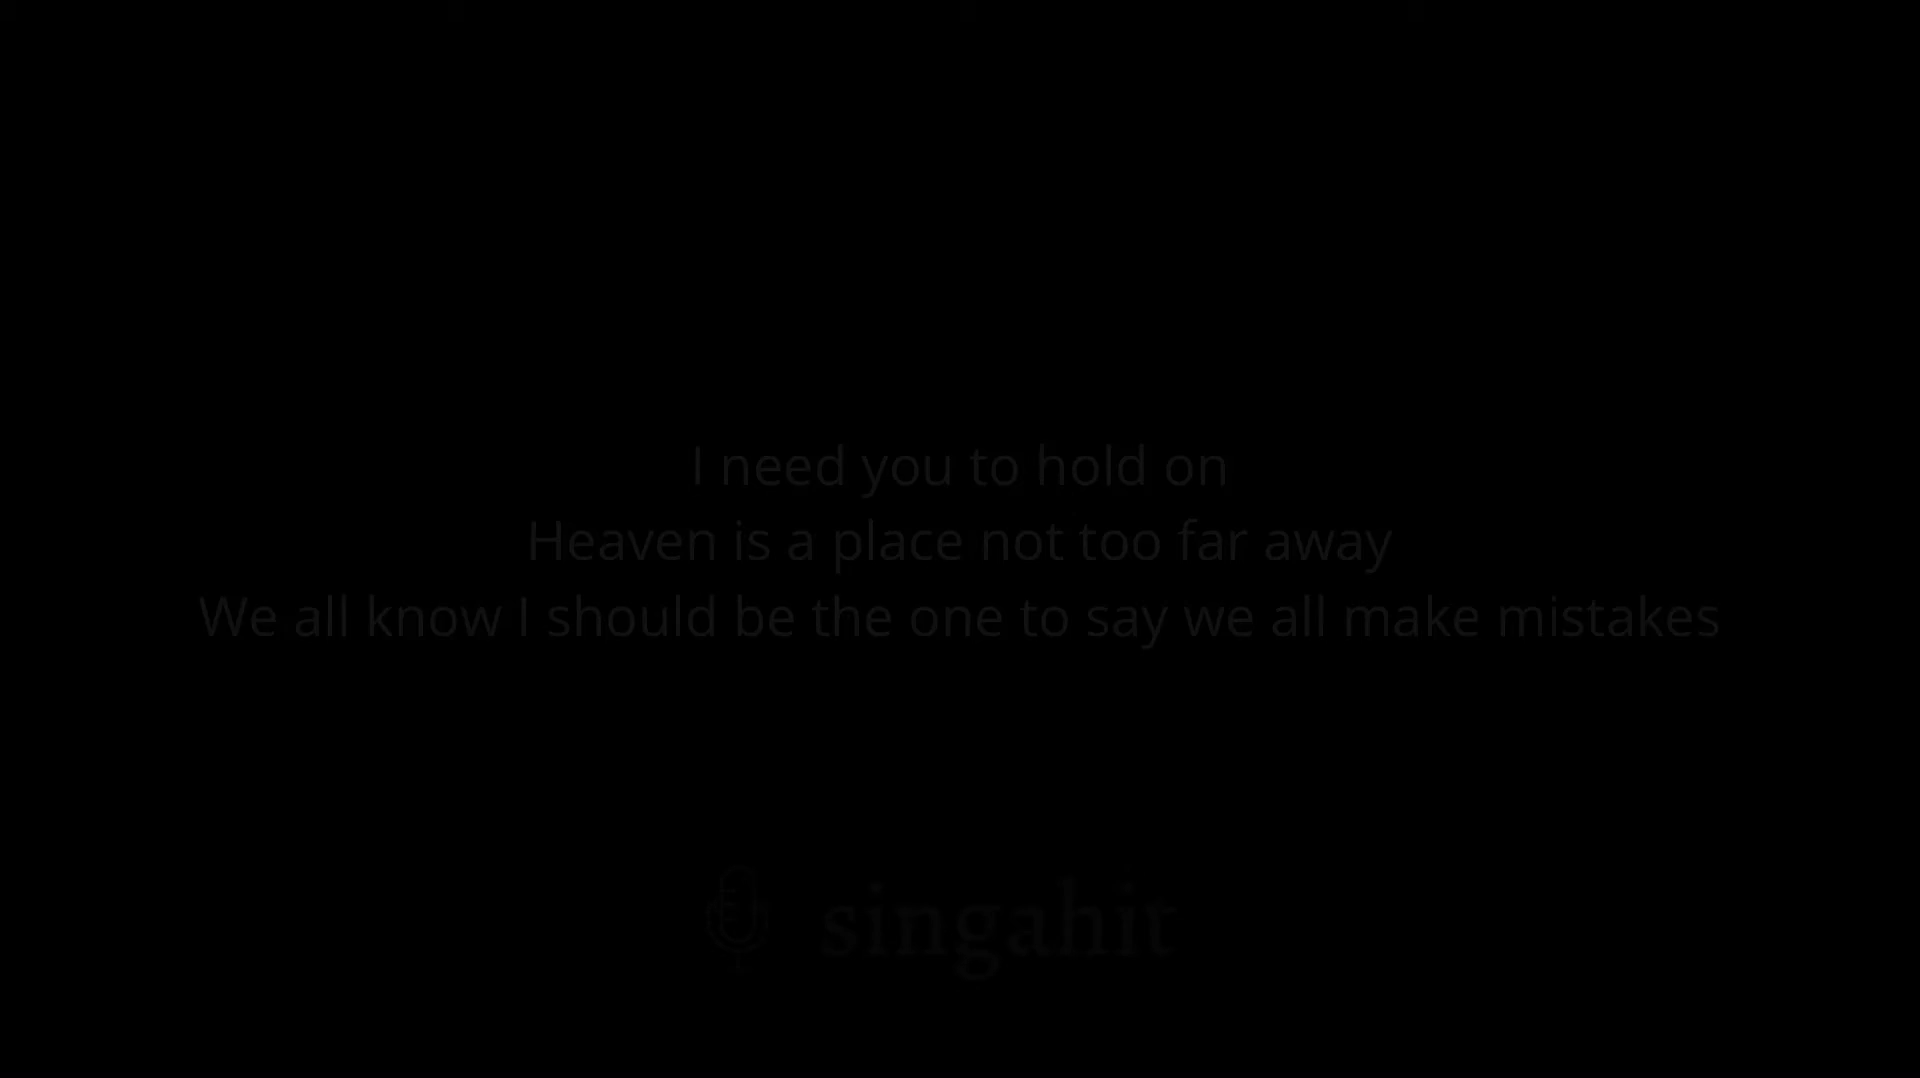 I need you to hold on
Heaven is a place not too far away
We all know I should be the one to say we all make mistakes
singahit